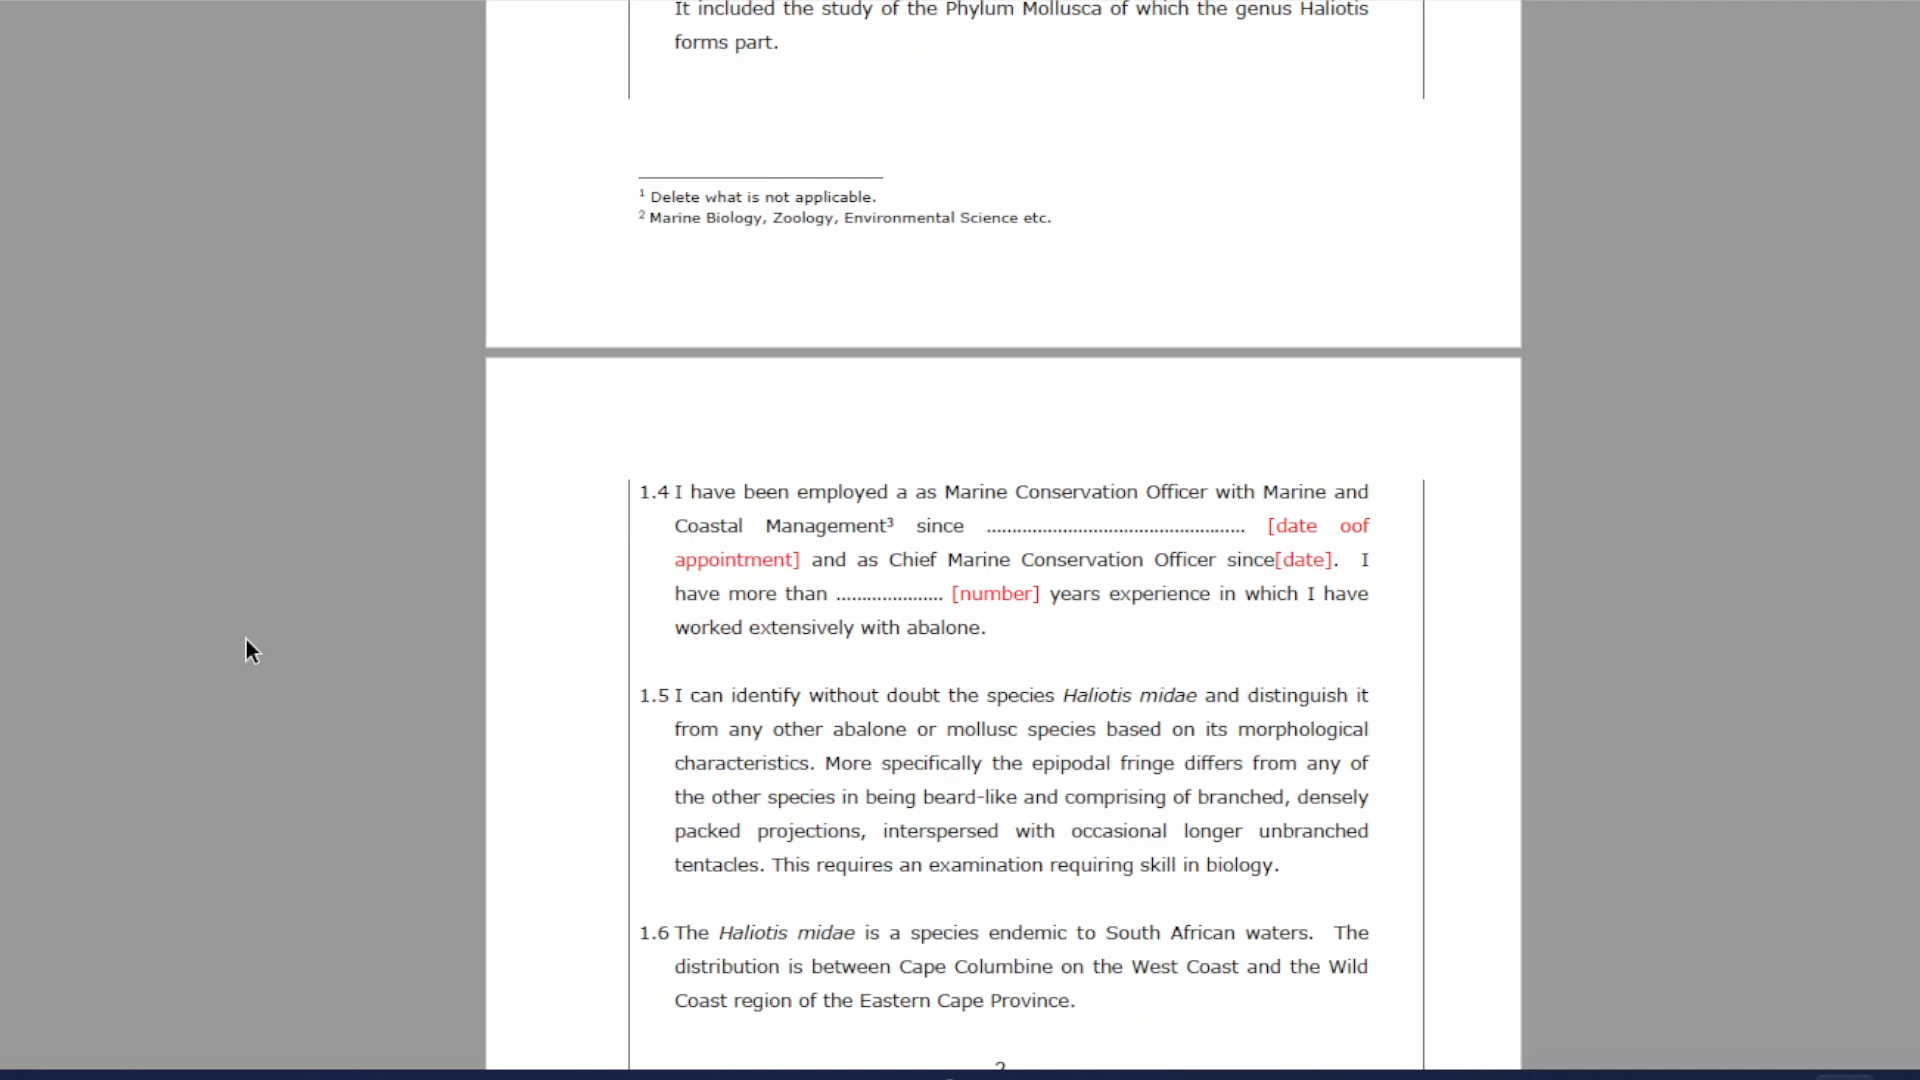 It included the study of the Phylum Mollusca of which the genus Haliotis
forms part.
1 Delete what is not applicable.
2 Marine Biology, Zoology, Environmental Science etc.
1.4 I have been employed a as Marine Conservation Officer with Marine and
Coastal Management3 since ................................................... [date oof
appointment] and as Chief Marine Conservation Officer since[date]. I
have more than ..................... [number] years experience in which I have
worked extensively with abalone.
1.5 I can identify without doubt the species Haliotis midae and distinguish it
from any other abalone or mollusc species based on its morphological
characteristics. More specifically the epipodal fringe differs from any of
the other species in being beard-like and comprising of branched, densely
packed projections, interspersed with occasional longer unbranched
tentacles. This requires an examination requiring skill in biology.
1.6 The Haliotis midae is a species endemic to South African waters. The
distribution is between Cape Columbine on the West Coast and the Wild
Coast region of the Eastern Cape Province.
2